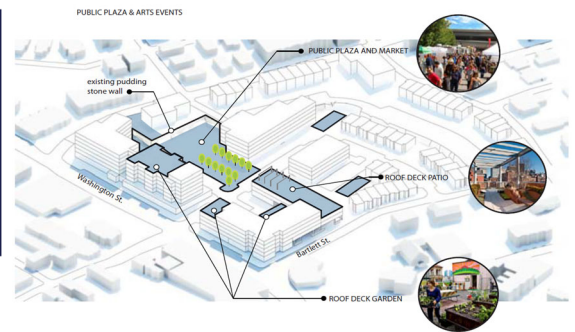 PUBLIC PLAZA & ARTS EVENTS
PUBLIC PLAZA AND MARKET
existing pudding
stone wall
Washington St.
ROOF DECK PATIO
Bartlett St.
ROOF DECK GARDEN